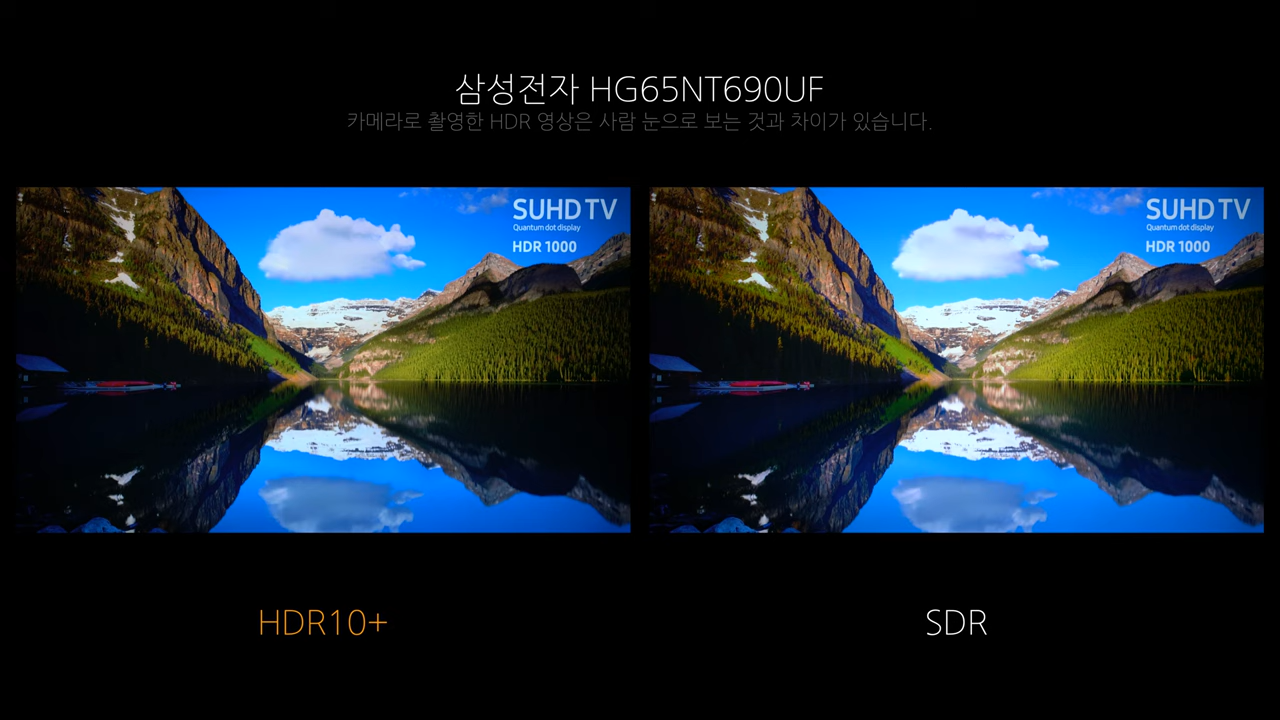 삼성전자 HG65NT690UF
카메라로 촬영한 HDR 영상은 사람 눈으로 보는 것과 차이가 있습니다.
SUHD TV
Quantum dot display
HDR 1000
SUHD TV
Quantum dot display
HDR 1000
HDR10+
SDR